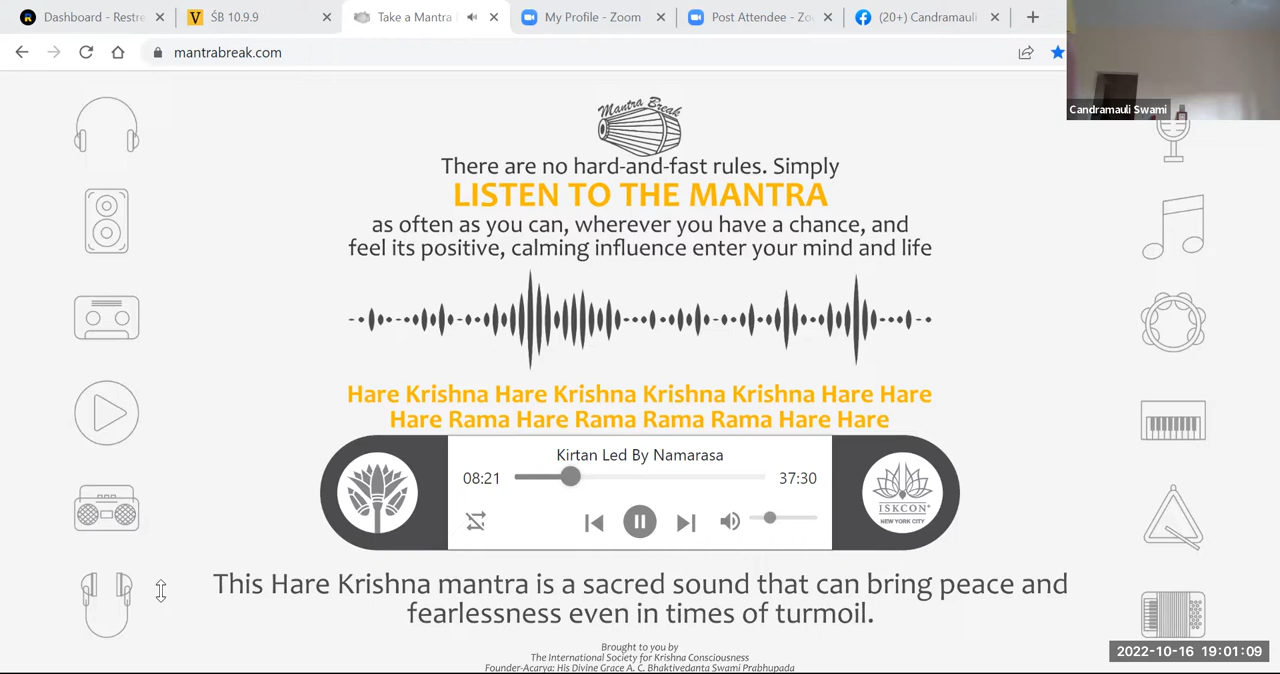 Dashboard - Restre
ŚB 10.9.9
Take a Mantra
My Profile - Zoom
Post Attendee - Zo
(20+) Candramauli
mantrabreak.com
Candramauli Swami
Mantra Break
There are no hard-and-fast rules. Simply
LISTEN TO THE MANTRA
as often as you can, wherever you have a chance, and
feel its positive, calming influence enter your mind and life
Hare Krishna Hare Krishna Krishna Krishna Hare Hare
Hare Rama Hare Rama Rama Rama Hare Hare
Kirtan Led By Namarasa
08:21
37:30
ISKCON
NEW YORK CITY
This Hare Krishna mantra is a sacred sound that can bring peace and
fearlessness even in times of turmoil.
Brought to you by
The International Society for Krishna Consciousness
Founder-Acarya: His Divine Grace A. C. Bhaktivedanta Swami Prabhupada
2022-10-16 19:01:09